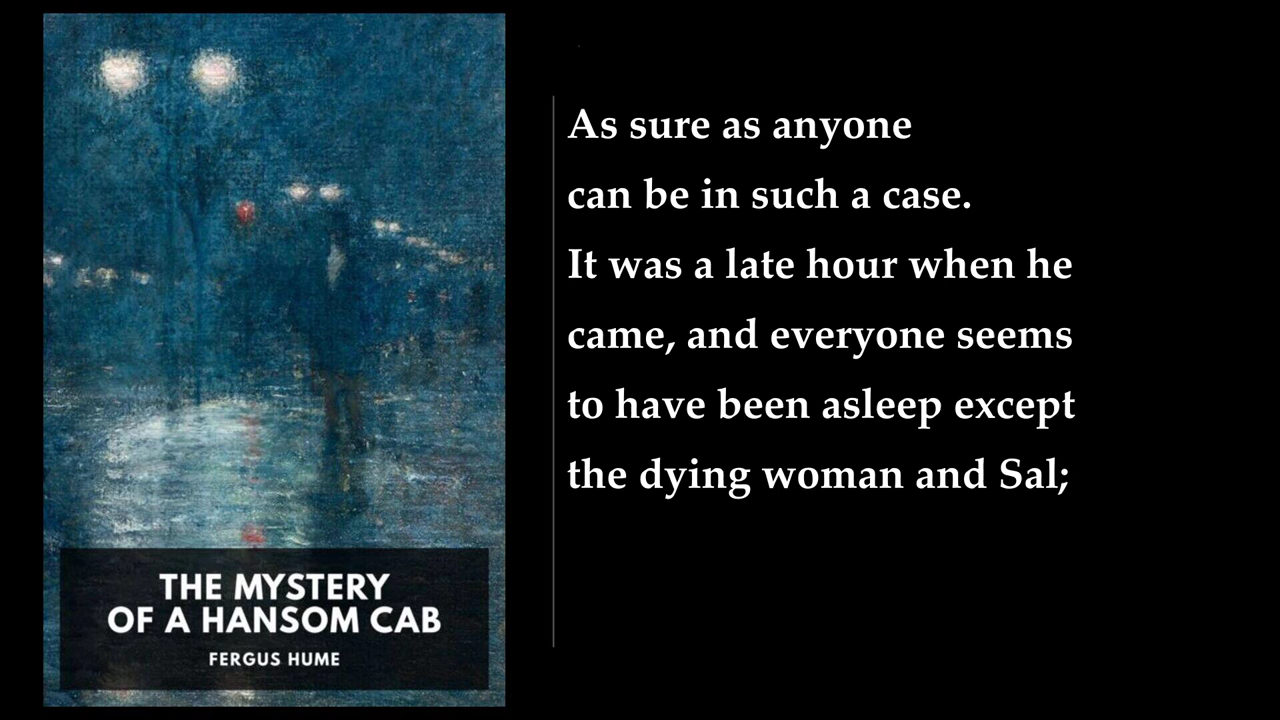 As sure as anyone
can be in such a case.
It was a late hour when he
came, and everyone seems
to have been asleep except
the dying woman and Sal;
THE MYSTERY
OF A HANSOM CAB
FERGUS HUME